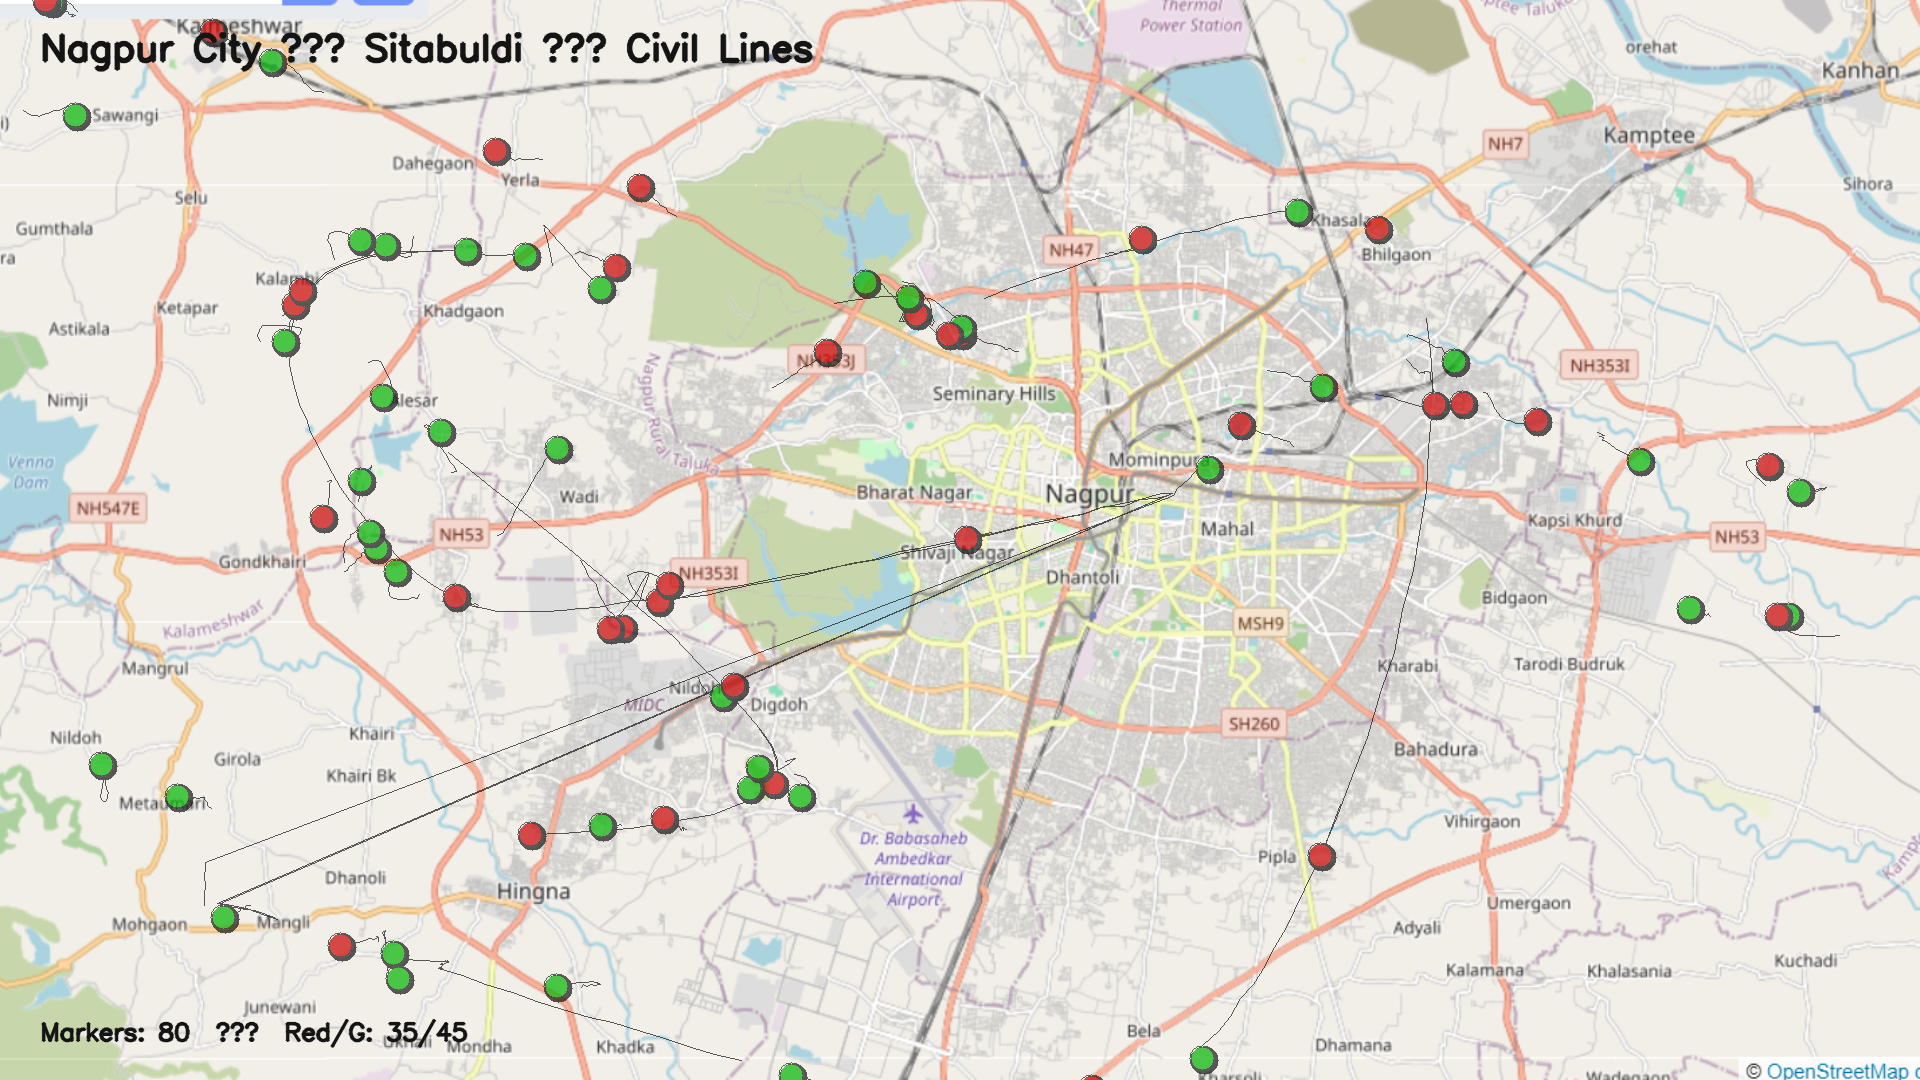 Kalmeshwar
Nagpur City ??? Sitabuldi ??? Civil Lines
Thermal
Power Station
orehat
Kanhan
Sawangi
Kamptee
NH7
Dahegaon
Yerla
Selu
Sihora
Gumthala
Khasala
NH47
Bhilgaon
Kalambi
Ketapar
Khadgaon
Astikala
NH353J
NH353I
Seminary Hills
Nimji
Nagpur Rural Taluka
Mominpura
Venna
Dam
Wadi
Bharat Nagar
Nagpur
NH547E
NH53
Mahal
Kapsi Khurd
NH53
Gondkhairi
Shivaji Nagar
NH353I
Dhantoli
Bidgaon
Kalameshwar
MSH9
Mangrul
Kharabi
Tarodi Budruk
Nildoh
MIDC
Digdoh
SH260
Nildoh
Khairi
Bahadura
Girola
Khairi Bk
Metaumari
Vihirgaon
Dr. Babasaheb
Ambedkar
International
Airport
Pipla
Dhanoli
Hingna
Umergaon
Mohgaon
Mangli
Adyali
Kalamana
Khalasania
Kuchadi
Junewani
Markers: 80 ??? Red/G: 35/45
Mondha
Khadka
Bela
Dhamana
Kharsoli
Wadegaon
© OpenStreetMap